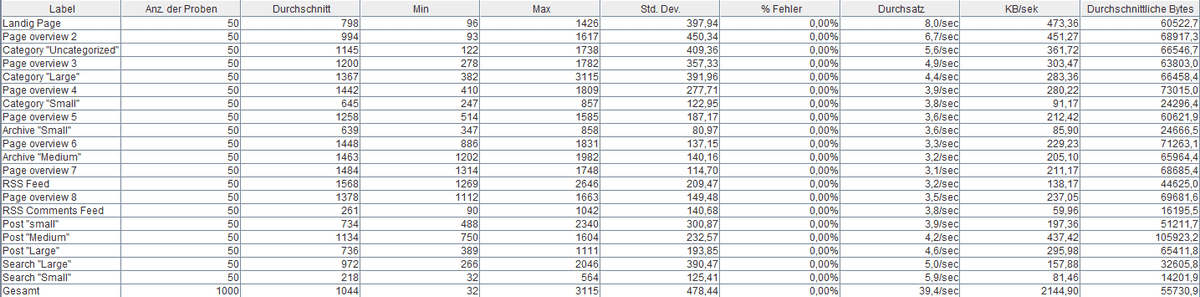 Label Anz. der Proben Durchschnitt Min Max Std. Dev. % Fehler Durchsatz KB/sek Durchschnittliche Bytes
Landig Page 50 798 96 1426 397,94 0,00% 8,0/sec 473,36 60522,7
Page overview 2 50 994 93 1617 450,34 0,00% 6,7/sec 451,27 68917,3
Category "Uncategorized" 50 1145 122 1738 409,36 0,00% 5,6/sec 361,72 66546,7
Page overview 3 50 1200 278 1782 357,33 0,00% 4,9/sec 303,47 63803,0
Category "Large" 50 1367 382 3115 391,96 0,00% 4,4/sec 283,36 66458,4
Page overview 4 50 1442 410 1809 277,71 0,00% 3,9/sec 280,22 73015,0
Category "Small" 50 645 247 857 122,95 0,00% 3,8/sec 91,17 24296,4
Page overview 5 50 1258 514 1585 187,17 0,00% 3,6/sec 212,42 60621,9
Archive "Small" 50 639 347 858 80,97 0,00% 3,6/sec 85,90 24666,5
Page overview 6 50 1448 886 1831 137,15 0,00% 3,3/sec 229,23 71263,1
Archive "Medium" 50 1463 1202 1982 140,16 0,00% 3,2/sec 205,10 65964,4
Page overview 7 50 1484 1314 1748 114,70 0,00% 3,1/sec 211,17 68685,4
RSS Feed 50 1568 1269 2646 209,47 0,00% 3,2/sec 138,17 44625,0
Page overview 8 50 1378 1112 1663 149,48 0,00% 3,5/sec 237,05 69681,6
RSS Comments Feed 50 261 90 1042 140,68 0,00% 3,8/sec 59,96 16195,5
Post "small" 50 734 488 2340 300,87 0,00% 3,9/sec 197,36 51211,7
Post "Medium" 50 1134 750 1604 232,57 0,00% 4,2/sec 437,42 105923,2
Post "Large" 50 736 389 1111 193,85 0,00% 4,6/sec 295,98 65411,8
Search "Large" 50 972 266 2046 390,47 0,00% 5,0/sec 157,88 32605,8
Search "Small" 50 218 32 564 125,41 0,00% 5,9/sec 81,46 14201,9
Gesamt 1000 1044 32 3115 478,44 0,00% 39,4/sec 2144,90 55730,9